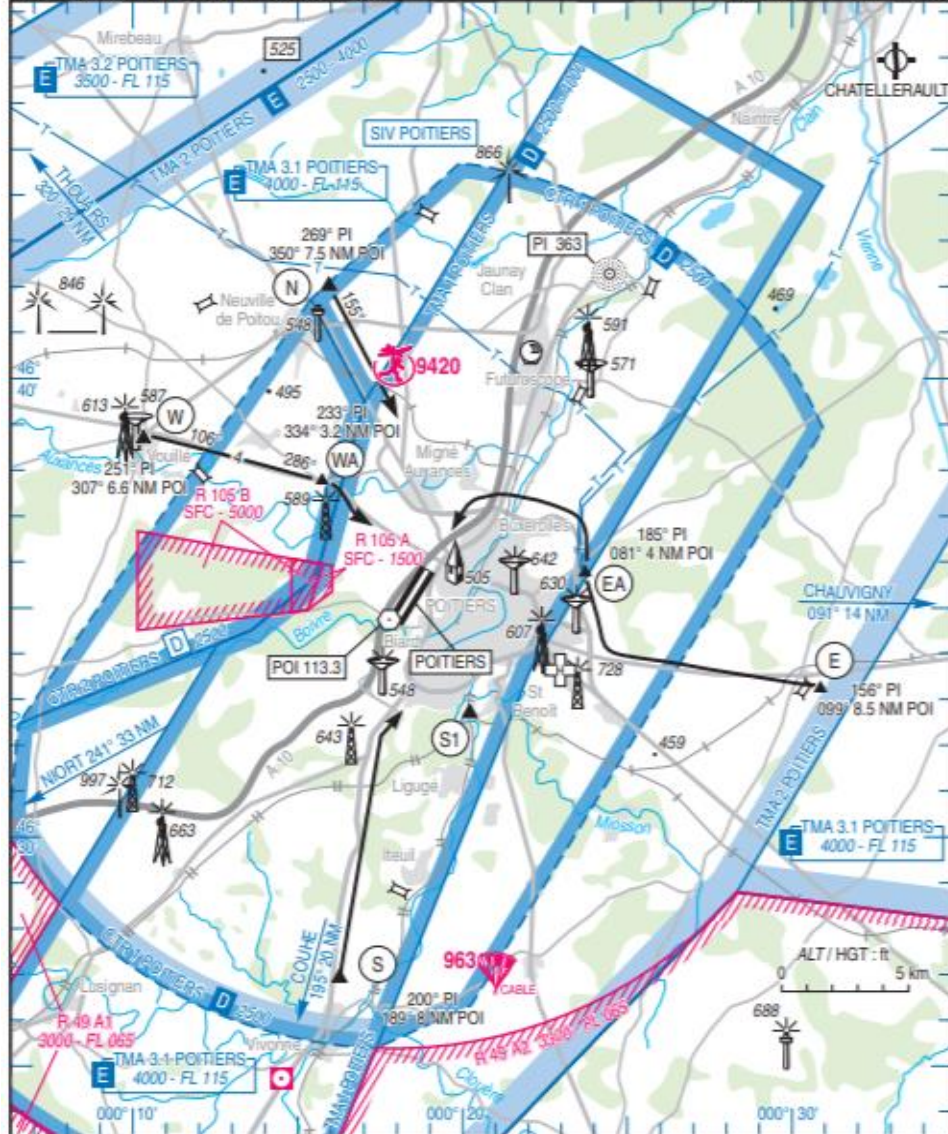 Mirebeau
525
E
TMA 3.2 POITIERS
3500 - FL 115
TMA 2 POITIERS
E
2500-4000
2500-4000
D
A 10
Naintre
Clan
CHATELLERAULT
SIV POITIERS
866
THOUARS
320° 29 NM
E
TMA 3.1 POITIERS
4000 - FL 115
CTR 1 POITIERS
D
2500
269° PI
350° 7.5 NM POI
PI 363
Vienne
N
155°
Jaunay
Clan
846
Neuville
de Poitou
548
469
591
571
9420
Futuroscope
46°
40'
495
613
587
W
233° PI
334° 3.2 NM POI
106°
4
286°
WA
Migné
Auxances
Vouille
Auxances
251° PI
307° 6.6 NM POI
R 105 B
SFC - 5000
589
R 105 A
SFC - 1500
Buxerolles
185° PI
081° 4 NM POI
505
642
630
EA
POITIERS
CHAUVIGNY
091° 14 NM
607
Boivre
Biard
CTR 2 POITIERS
D
2500
POI 113.3
POITIERS
548
728
E
156° PI
099° 8.5 NM POI
St
Benoît
S1
643
459
NIORT 241° 33 NM
A-10
997
712
Ligugé
TMA 2 POITIERS
663
Miosson
46°
30'
E
TMA 3.1 POITIERS
4000 - FL 115
Iteuil
CTR 1 POITIERS
D
2500
COUHE
195° 20 NM
S
963
CABLE
ALT / HGT : ft
0
5 km
Lusignan
200° PI
189° 8 NM POI
688
R 49 A1
3000 - FL 065
R 49 A2
FL 065
Vivonne
E
TMA 3.1 POITIERS
4000 - FL 115
Clouère
000° 10'
000° 20'
000° 30'